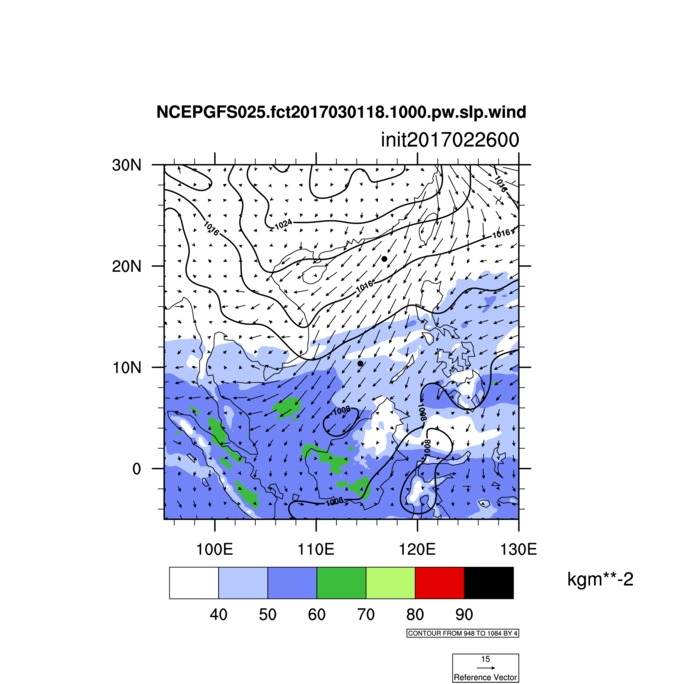 NCEPGFS025.fct2017030118.1000.pw.slp.wind
init2017022600
30N
1016
1016
1024
1016
20N
1016
10N
1008
1008
1008
0
1008
100E 110E 120E 130E
kgm**-2
40 50 60 70 80 90
CONTOUR FROM 948 TO 1084 BY 4
15
Reference Vector